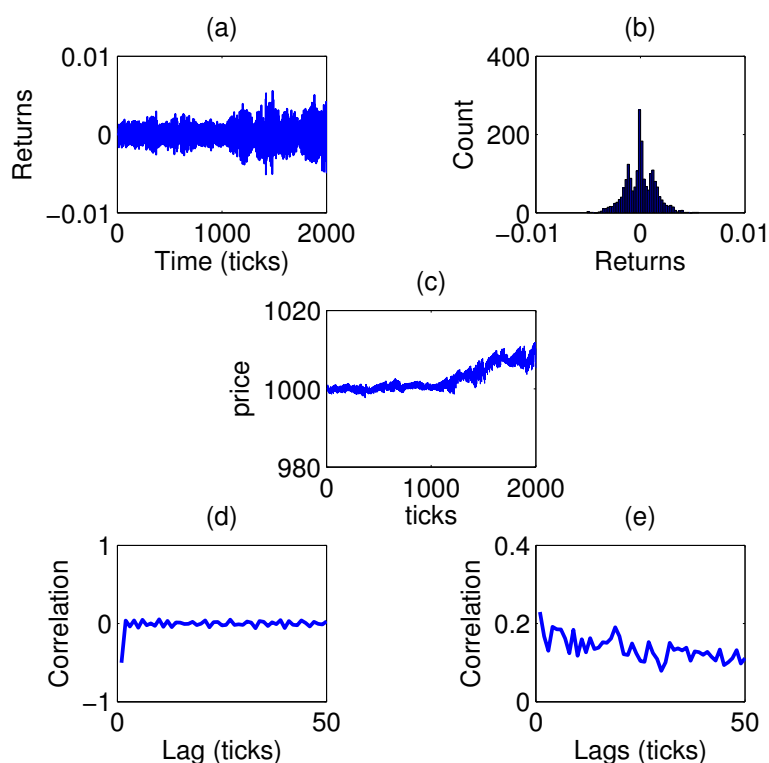 (a)
0.01
0
−0.01
Returns
0
1000
2000
Time (ticks)
(b)
400
200
0
Count
−0.01
0
0.01
Returns
(c)
1020
1000
980
price
0
1000
2000
ticks
(d)
1
0
−1
Correlation
0
50
Lag (ticks)
(e)
0.4
0.2
0
Correlation
0
50
Lags (ticks)